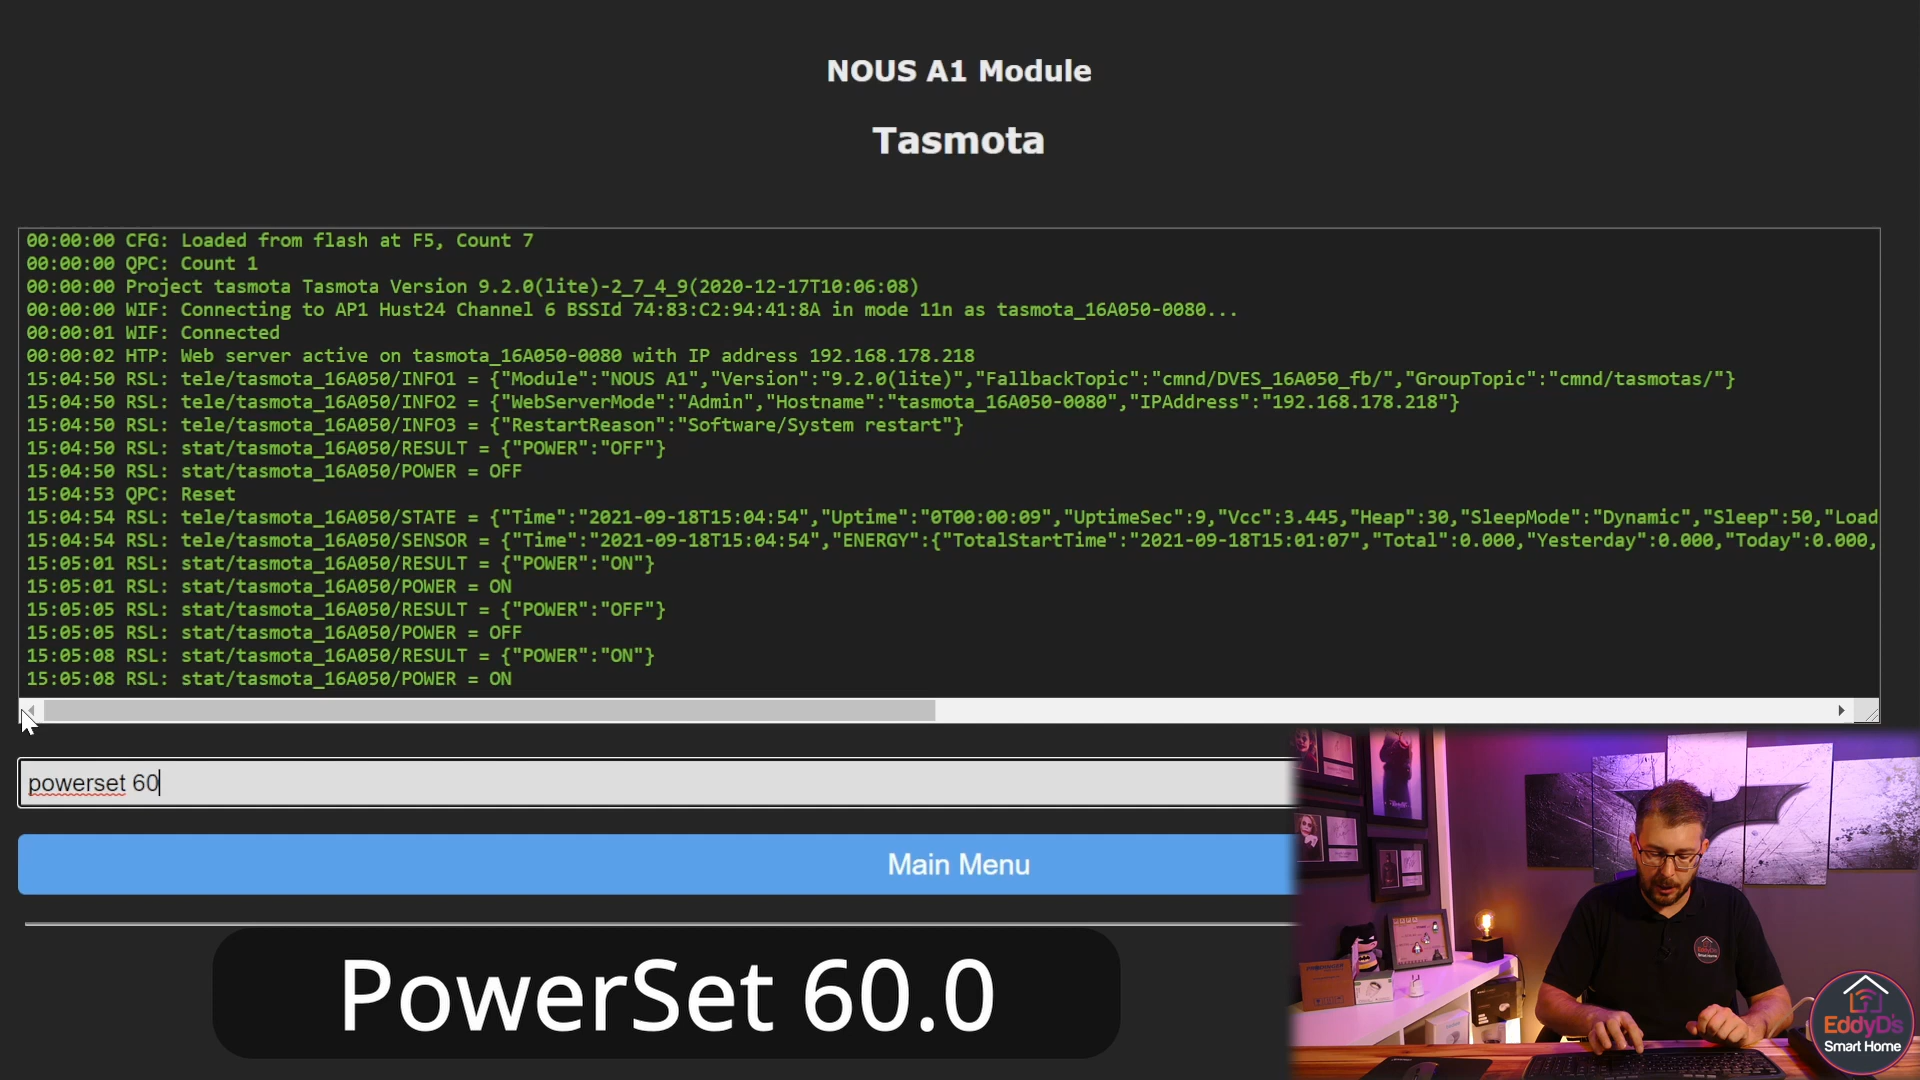 NOUS A1 Module
Tasmota
00:00:00 CFG: Loaded from flash at F5, Count 7
00:00:00 QPC: Count 1
00:00:00 Project tasmota Tasmota Version 9.2.0(lite)-2_7_4_9(2020-12-17T10:06:08)
00:00:00 WIF: Connecting to AP1 Hust24 Channel 6 BSSId 74:83:C2:94:41:8A in mode 11n as tasmota_16A050-0080...
00:00:01 WIF: Connected
00:00:02 HTP: Web server active on tasmota_16A050-0080 with IP address 192.168.178.218
15:04:50 RSL: tele/tasmota_16A050/INFO1 = {"Module":"NOUS A1","Version":"9.2.0(lite)","FallbackTopic":"cmnd/DVES_16A050_fb/","GroupTopic":"cmnd/tasmotas/"}
15:04:50 RSL: tele/tasmota_16A050/INFO2 = {"WebServerMode":"Admin","Hostname":"tasmota_16A050-0080","IPAddress":"192.168.178.218"}
15:04:50 RSL: tele/tasmota_16A050/INFO3 = {"RestartReason":"Software/System restart"}
15:04:50 RSL: stat/tasmota_16A050/RESULT = {"POWER":"OFF"}
15:04:50 RSL: stat/tasmota_16A050/POWER = OFF
15:04:53 QPC: Reset
15:04:54 RSL: tele/tasmota_16A050/STATE = {"Time":"2021-09-18T15:04:54","Uptime":"0T00:00:09","UptimeSec":9,"Vcc":3.445,"Heap":30,"SleepMode":"Dynamic","Sleep":50,"Load
15:04:54 RSL: tele/tasmota_16A050/SENSOR = {"Time":"2021-09-18T15:04:54","ENERGY":{"TotalStartTime":"2021-09-18T15:01:07","Total":0.000,"Yesterday":0.000,"Today":0.000,
15:05:01 RSL: stat/tasmota_16A050/RESULT = {"POWER":"ON"}
15:05:01 RSL: stat/tasmota_16A050/POWER = ON
15:05:05 RSL: stat/tasmota_16A050/RESULT = {"POWER":"OFF"}
15:05:05 RSL: stat/tasmota_16A050/POWER = OFF
15:05:08 RSL: stat/tasmota_16A050/RESULT = {"POWER":"ON"}
15:05:08 RSL: stat/tasmota_16A050/POWER = ON
powerset 60
Main Menu
PowerSet 60.0
EddyD's
Smart Home